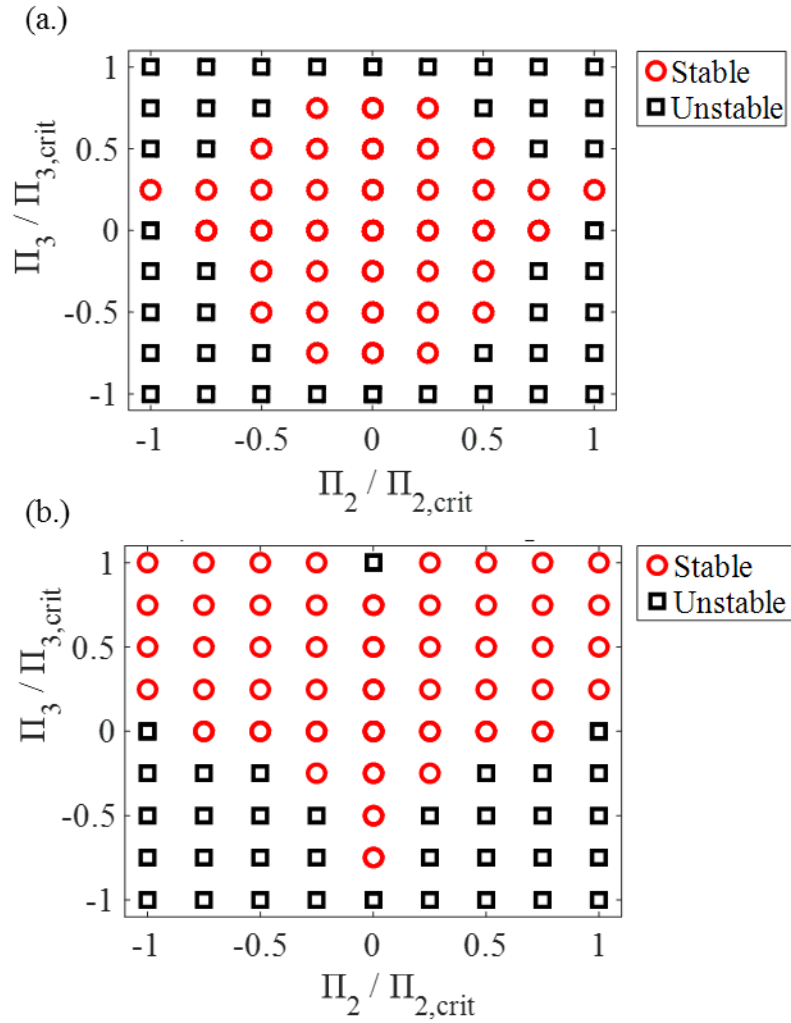 (a.)
1
0.5
0
-0.5
-1
Π3 / Π3,crit
-1 -0.5 0 0.5 1
Π2 / Π2,crit
Stable
Unstable
(b.)
1
0.5
0
-0.5
-1
Π3 / Π3,crit
-1 -0.5 0 0.5 1
Π2 / Π2,crit
Stable
Unstable